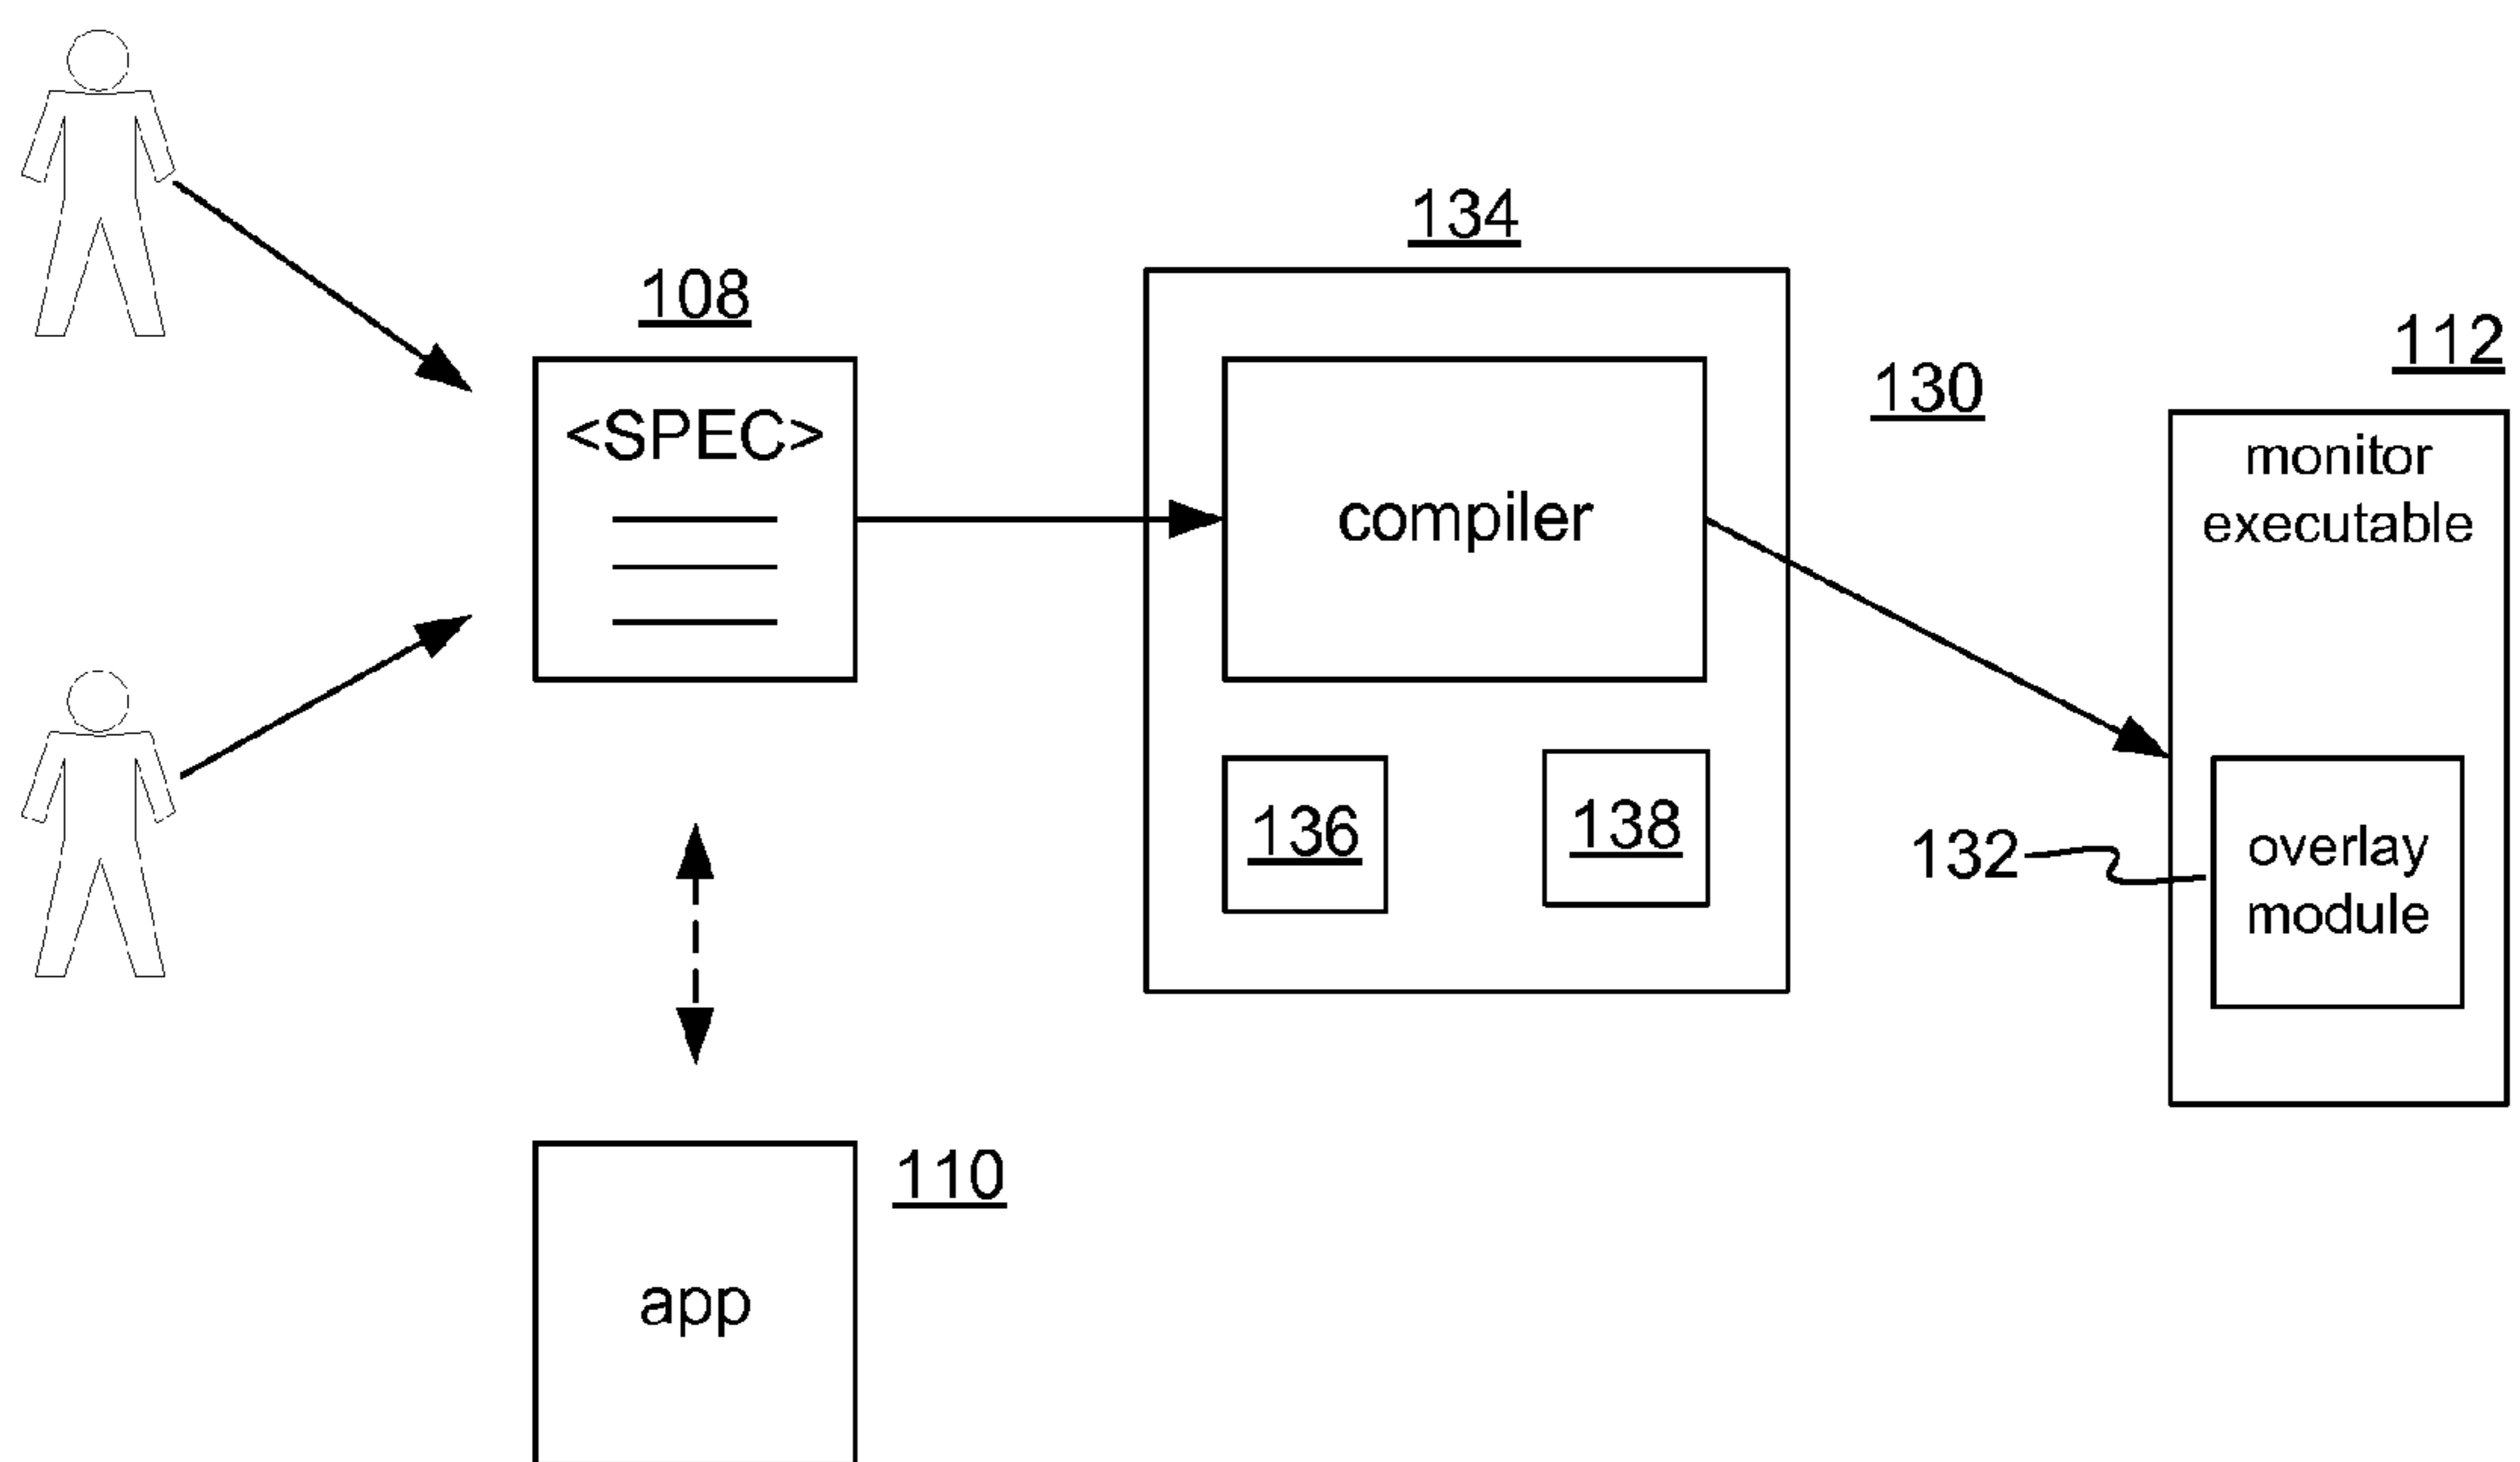 134
108
112
130
<SPEC>
monitor
executable
compiler
136
138
132
overlay
module
110
app